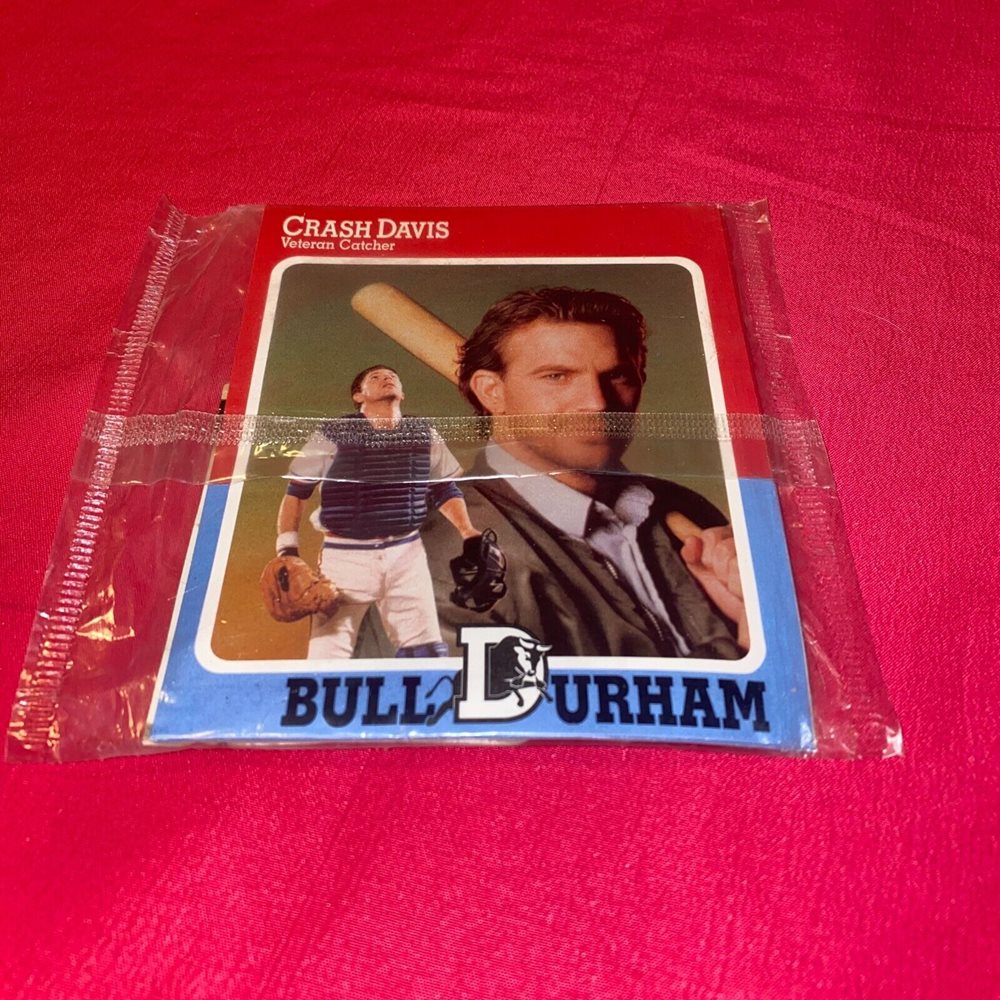 CRASH DAVIS
Veteran Catcher
BULL DURHAM